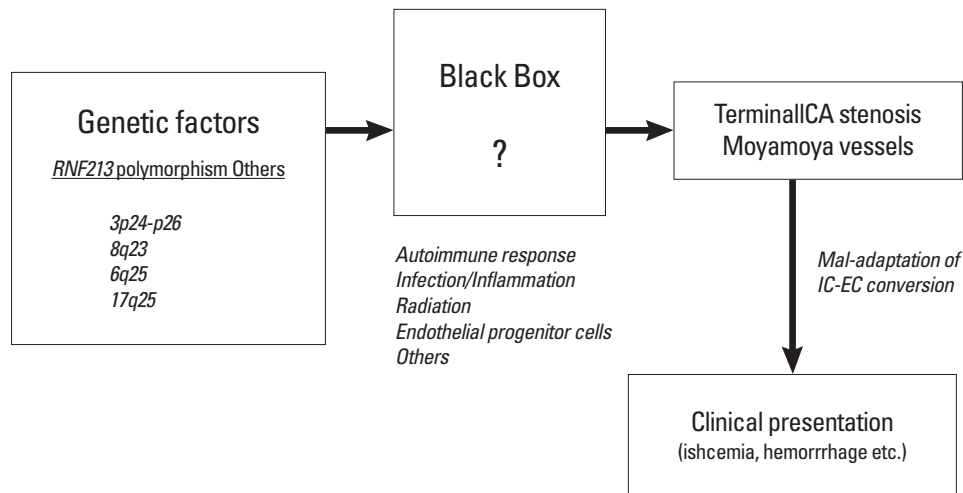 Genetic factors
RNF213 polymorphism Others
3p24-p26
8q23
6q25
17q25
Black Box
?
Autoimmune response
Infection/Inflammation
Radiation
Endothelial progenitor cells
Others
TerminalICA stenosis
Moyamoya vessels
Mal-adaptation of
IC-EC conversion
Clinical presentation
(ishcemia, hemorrrhage etc.)